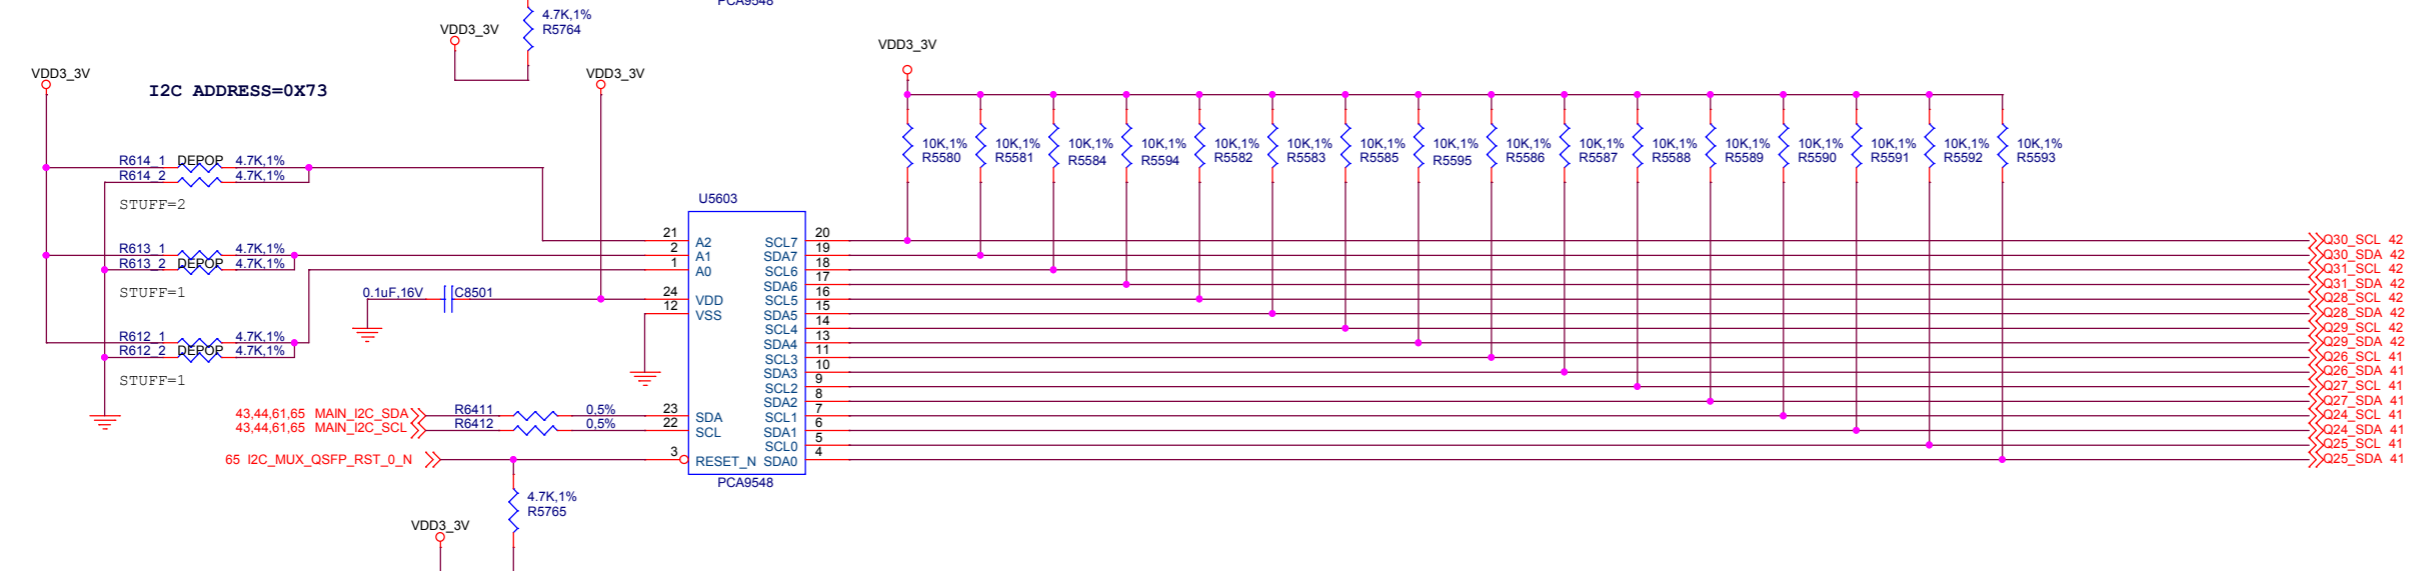 PCA9548
4.7K,1%
R5764
VDD3_3V
VDD3_3V
VDD3_3V
VDD3_3V
I2C ADDRESS=0X73
R614_1 DEPOP 4.7K,1%
R614_2 4.7K,1%
STUFF=2
R613_1 4.7K,1%
R613_2 DEPOP 4.7K,1%
STUFF=1
R612_1 4.7K,1%
R612_2 DEPOP 4.7K,1%
STUFF=1
0.1uF,16V C8501
43,44,61,65 MAIN_I2C_SDA R6411 0,5%
43,44,61,65 MAIN_I2C_SCL R6412 0,5%
65 I2C_MUX_QSFP_RST_0_N
4.7K,1%
R5765
VDD3_3V
U5603
21 A2 SCL7 20
2 A1 SDA7 19
1 A0 SCL6 18
SDA6 17
24 VDD SCL5 16
12 VSS SDA5 15
SCL4 14
SDA4 13
SCL3 11
SDA3 10
SCL2 9
SDA2 8
23 SDA SCL1 7
22 SCL SDA1 6
SCL0 5
3 RESET_N SDA0 4
PCA9548
10K,1% 10K,1% 10K,1% 10K,1% 10K,1% 10K,1% 10K,1% 10K,1% 10K,1% 10K,1% 10K,1% 10K,1% 10K,1% 10K,1% 10K,1% 10K,1%
R5580 R5581 R5584 R5594 R5582 R5583 R5585 R5595 R5586 R5587 R5588 R5589 R5590 R5591 R5592 R5593
Q30_SCL 42
Q30_SDA 42
Q31_SCL 42
Q31_SDA 42
Q28_SCL 42
Q28_SDA 42
Q29_SCL 42
Q29_SDA 42
Q26_SCL 41
Q26_SDA 41
Q27_SCL 41
Q27_SDA 41
Q24_SCL 41
Q24_SDA 41
Q25_SCL 41
Q25_SDA 41